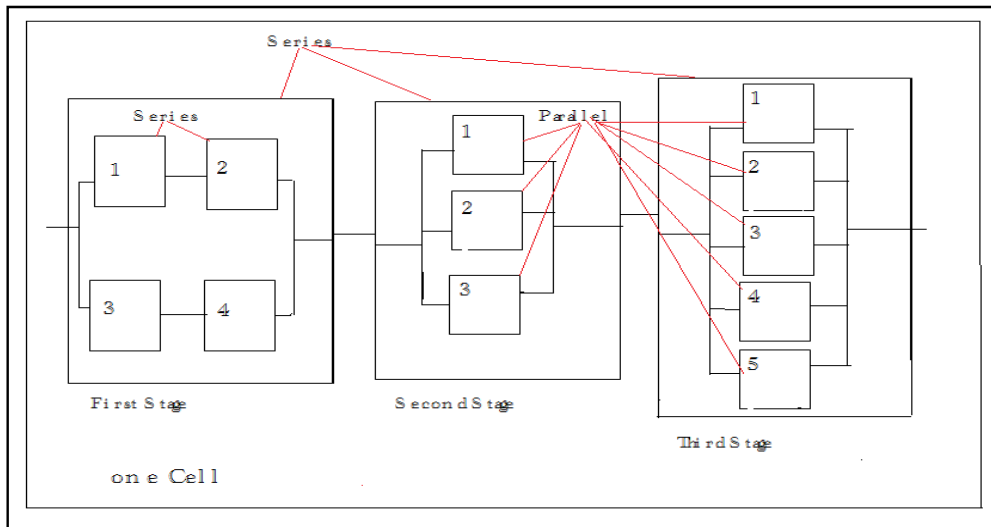 Series
Series
1
2
3
4
First Stage
Parallel
1
2
3
Second Stage
1
2
3
4
5
Third Stage
one Cell